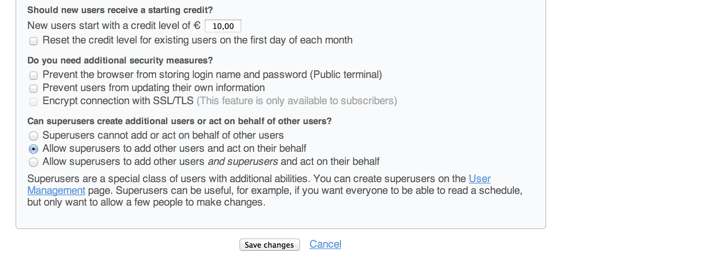 Should new users receive a starting credit?
New users start with a credit level of € 10,00
Reset the credit level for existing users on the first day of each month
Do you need additional security measures?
Prevent the browser from storing login name and password (Public terminal)
Prevent users from updating their own information
Encrypt connection with SSL/TLS (This feature is only available to subscribers)
Can superusers create additional users or act on behalf of other users?
Superusers cannot add or act on behalf of other users
Allow superusers to add other users and act on their behalf
Allow superusers to add other users and superusers and act on their behalf
Superusers are a special class of users with additional abilities. You can create superusers on the User
Management page. Superusers can be useful, for example, if you want everyone to be able to read a schedule,
but only want to allow a few people to make changes.
Save changes Cancel